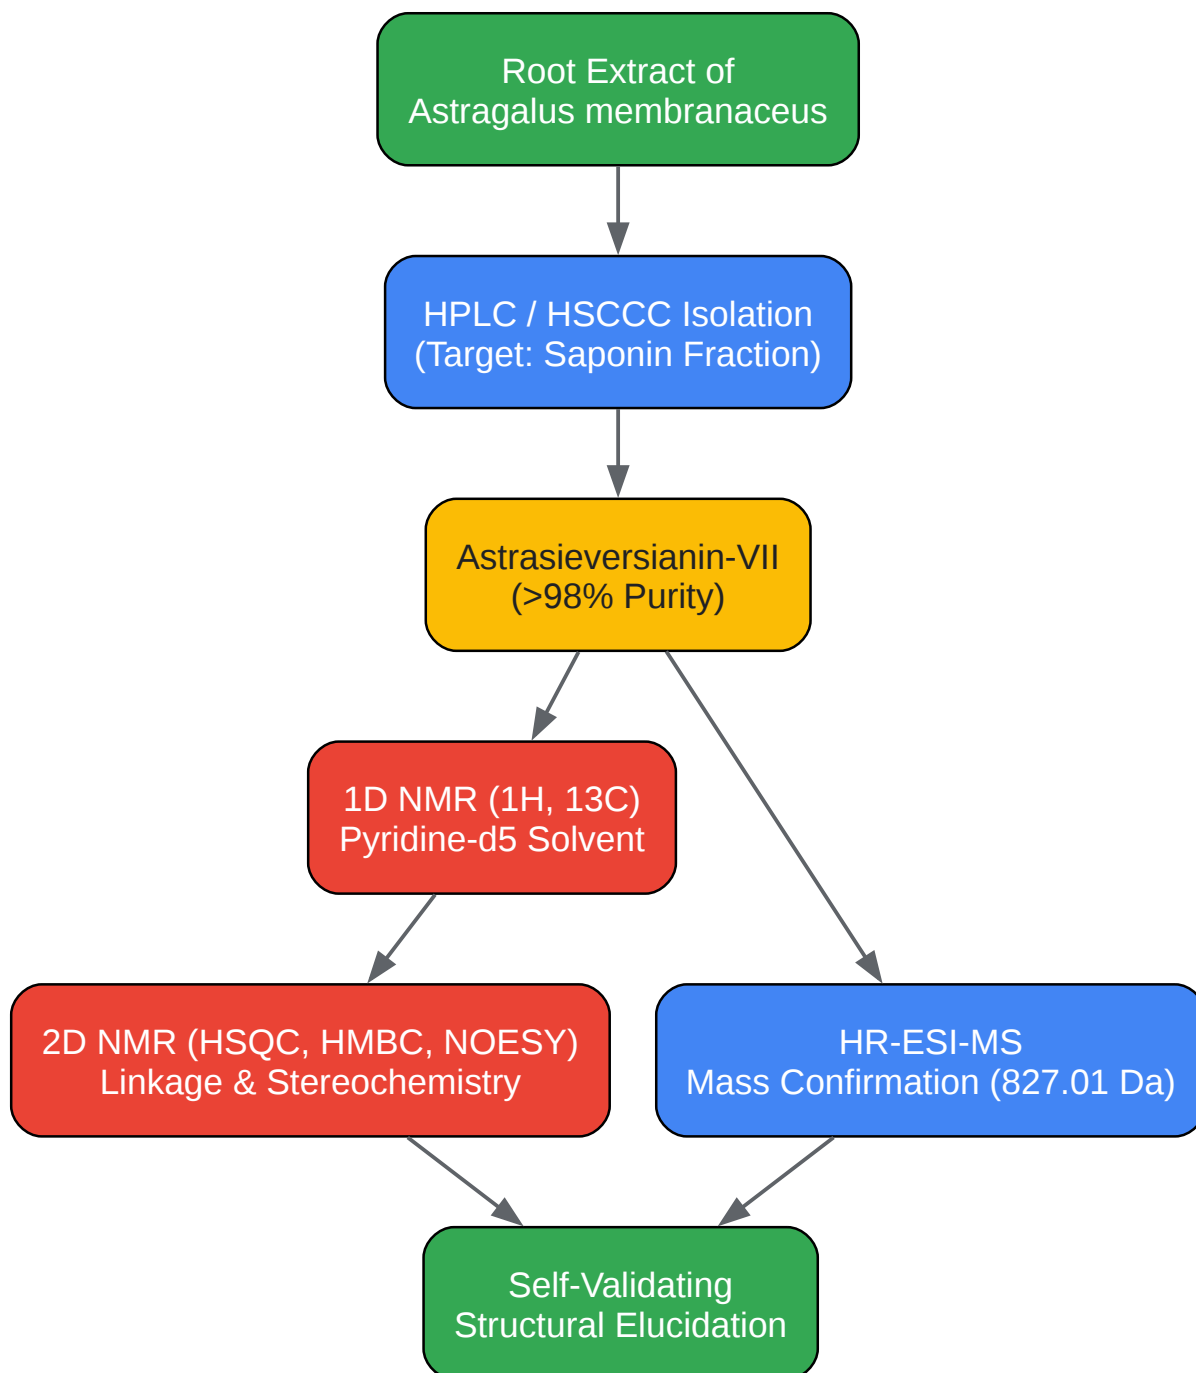 Root Extract of
Astragalus membranaceus
HPLC / HSCCC Isolation
(Target: Saponin Fraction)
Astrasieversianin-VII
(>98% Purity)
1D NMR (1H, 13C)
Pyridine-d5 Solvent
2D NMR (HSQC, HMBC, NOESY)
Linkage & Stereochemistry
HR-ESI-MS
Mass Confirmation (827.01 Da)
Self-Validating
Structural Elucidation